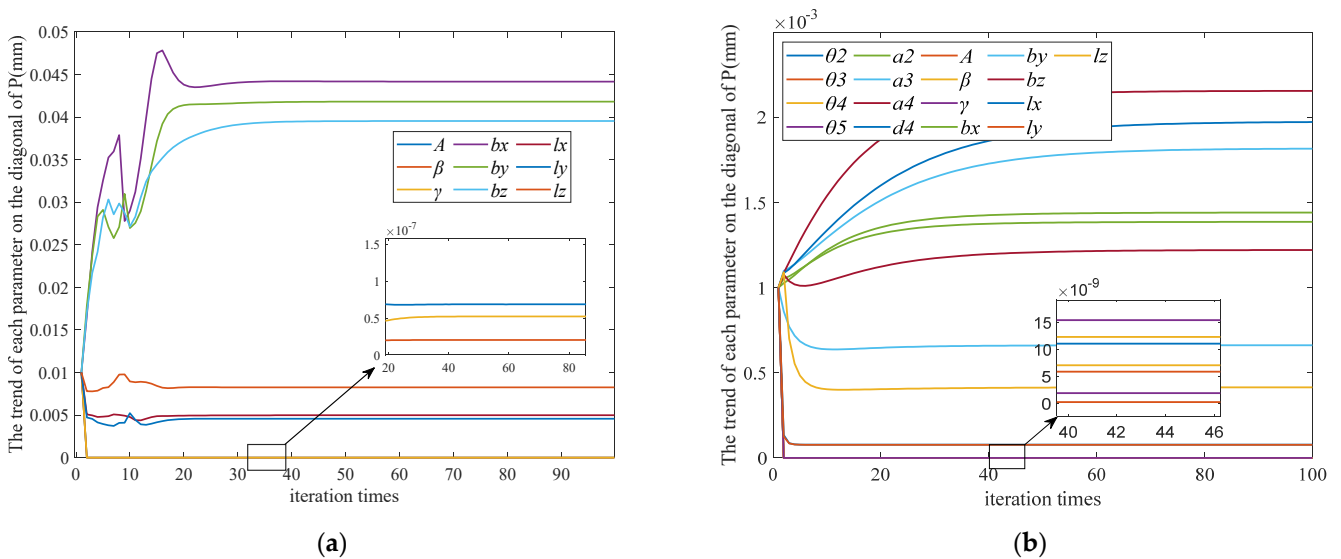 The trend of each parameter on the diagonal of P(mm)
0.05
0.045
0.04
0.035
0.03
0.025
0.02
0.015
0.01
0.005
0
0 10 20 30 40 50 60 70 80 90
iteration times
A bx lx
β by ly
γ bz lz
×10⁻⁷
1.5
1
0.5
0
20 40 60 80
(a)
The trend of each parameter on the diagonal of P(mm)
×10⁻³
2
1.5
1
0.5
0
0 20 40 60 80 100
iteration times
θ2 a2 A by lz
θ3 a3 β bz
θ4 a4 γ lx
θ5 d4 bx ly
×10⁻⁹
15
10
5
0
40 42 44 46
(b)